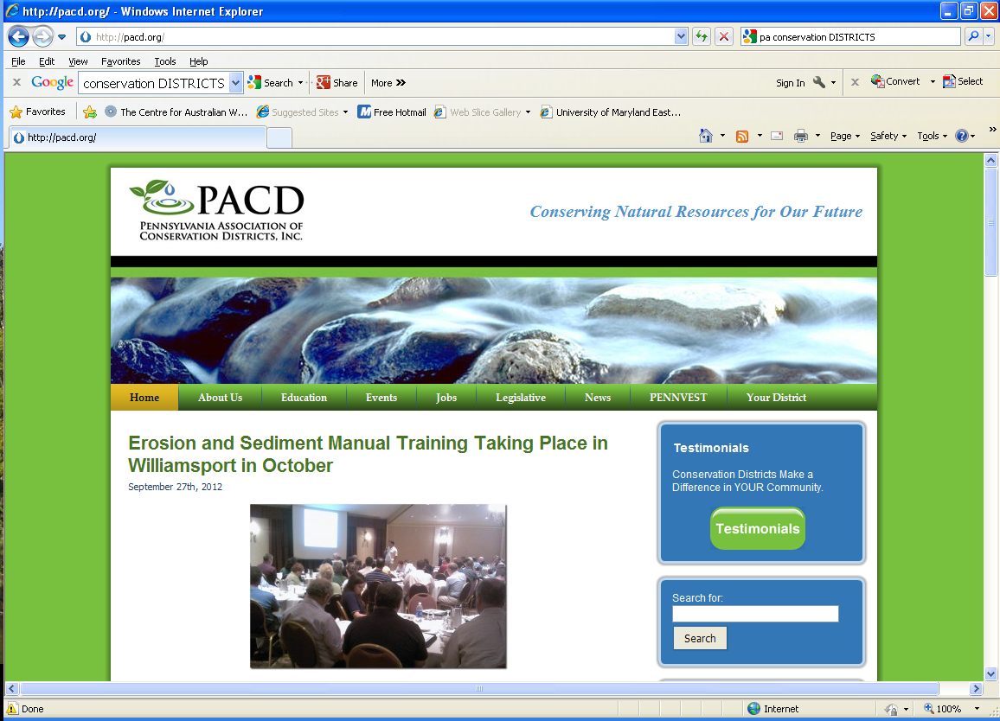 http://pacd.org/ - Windows Internet Explorer
http://pacd.org/
pa conservation DISTRICTS
File Edit View Favorites Tools Help
x Google conservation DISTRICTS Search Share More »
Sign In x Convert Select
Favorites The Centre for Australian W... Suggested Sites Free Hotmail Web Slice Gallery University of Maryland East...
http://pacd.org/
Page Safety Tools »
PACD
PENNSYLVANIA ASSOCIATION OF
CONSERVATION DISTRICTS, INC.
Conserving Natural Resources for Our Future
Home About Us Education Events Jobs Legislative News PENNVEST Your District
Erosion and Sediment Manual Training Taking Place in
Williamsport in October
September 27th, 2012
Testimonials
Conservation Districts Make a
Difference in YOUR Community.
Testimonials
Search for:
Search
Done
Internet
100%